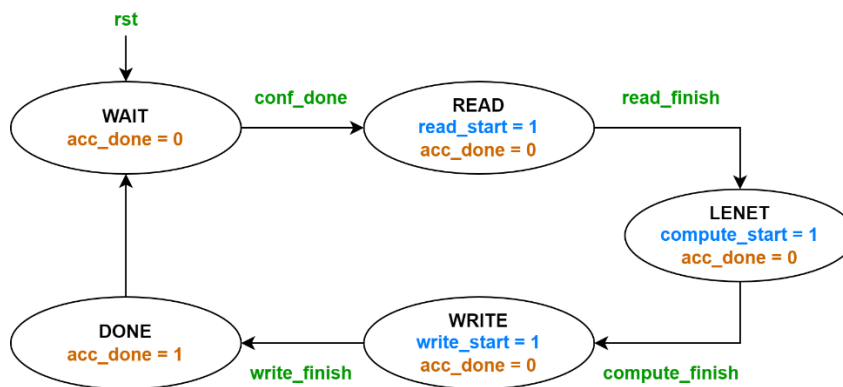 rst
WAIT
acc_done = 0
conf_done
READ
read_start = 1
acc_done = 0
read_finish
LENET
compute_start = 1
acc_done = 0
DONE
acc_done = 1
write_finish
WRITE
write_start = 1
acc_done = 0
compute_finish